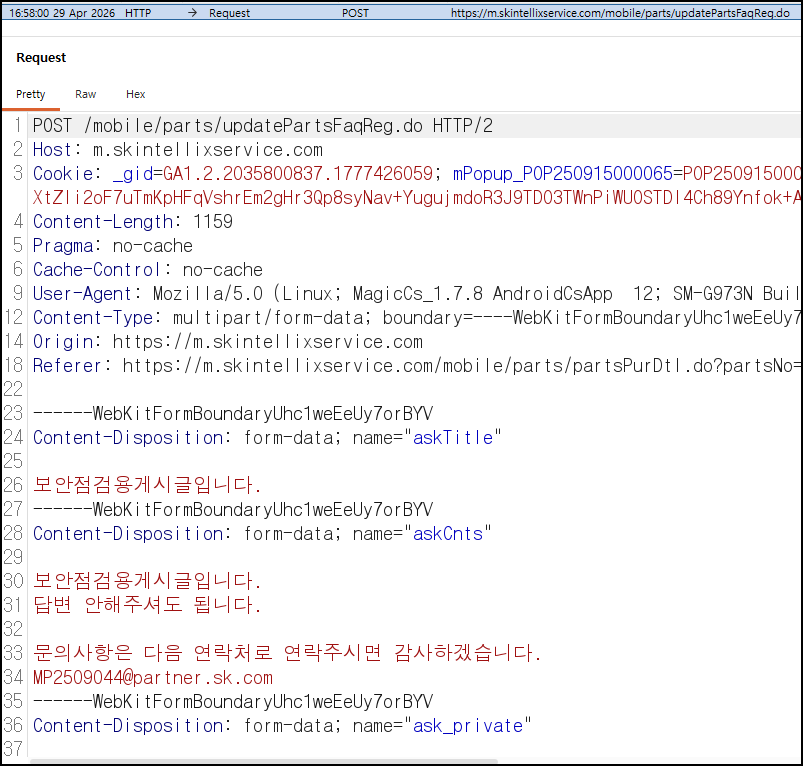 16:58:00 29 Apr 2026 HTTP → Request POST https://m.skintellixservice.com/mobile/parts/updatePartsFaqReg.do
Request
Pretty Raw Hex
1 POST /mobile/parts/updatePartsFaqReg.do HTTP/2
2 Host: m.skintellixservice.com
3 Cookie: _gid=GA1.2.2035800837.1777426059; mPopup_POP250915000065=POP250915000
XtZli2oF7uTmKpHFqVshrEm2gHr3Qp8syNav+YugujmdoR3J9TD03TWnPiWU0STDl4Ch89Ynfok+A
4 Content-Length: 1159
5 Pragma: no-cache
6 Cache-Control: no-cache
9 User-Agent: Mozilla/5.0 (Linux; MagicCs_1.7.8 AndroidCsApp 12; SM-G973N Buil
12 Content-Type: multipart/form-data; boundary=----WebKitFormBoundaryUhc1weEeUy7
14 Origin: https://m.skintellixservice.com
18 Referer: https://m.skintellixservice.com/mobile/parts/partsPurDtl.do?partsNo=
22
23 ------WebKitFormBoundaryUhc1weEeUy7orBYV
24 Content-Disposition: form-data; name="askTitle"
25
26 보안점검용게시글입니다.
27 ------WebKitFormBoundaryUhc1weEeUy7orBYV
28 Content-Disposition: form-data; name="askCnts"
29
30 보안점검용게시글입니다.
31 답변 안해주셔도 됩니다.
32
33 문의사항은 다음 연락처로 연락주시면 감사하겠습니다.
34 MP2509044@partner.sk.com
35 ------WebKitFormBoundaryUhc1weEeUy7orBYV
36 Content-Disposition: form-data; name="ask_private"
37